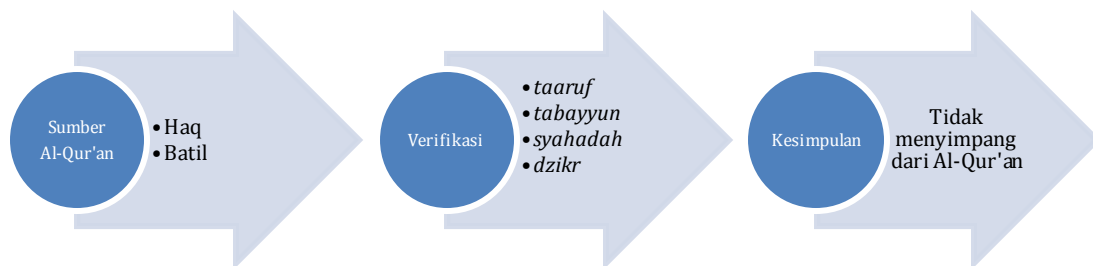 Sumber
Al-Qur'an
• Haq
• Batil
Verifikasi
• taaruf
• tabayyun
• syahadah
• dzikr
Kesimpulan
Tidak
menyimpang
dari Al-Qur'an